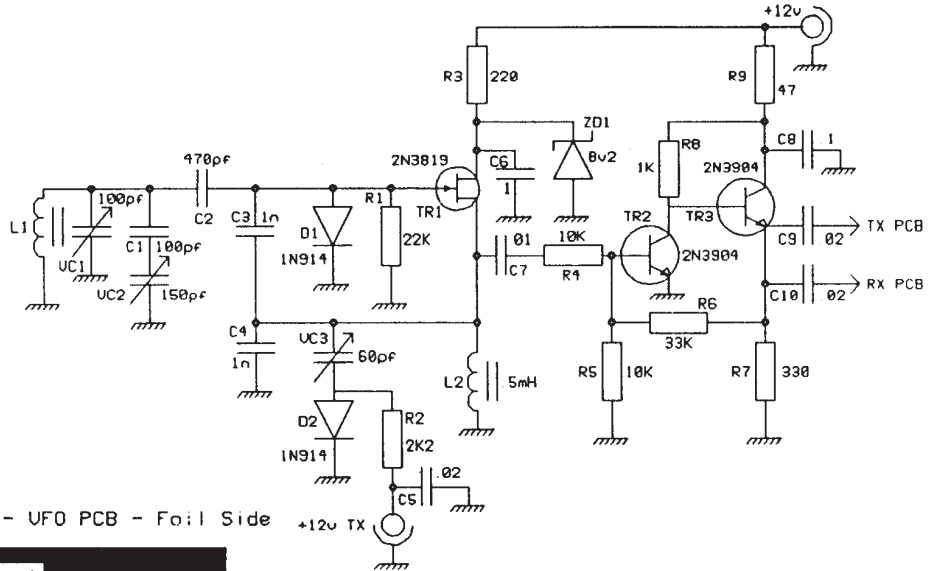 +12v
R3 220
R9 47
ZD1
8v2
470pf
2N3819
C6 1
R8 1K
C8 .1
2N3904
L1
100pf
C2
C3 1n
R1
TR1
TR2
TR3
C1
D1
22K
01
10K
C9 .02
TX PCB
VC1
100pf
1N914
C7
R4
2N3904
VC2
150pf
C10 .02
RX PCB
R6
33K
C4
1n
VC3
60pf
L2
.5mH
R5 10K
R7 330
D2
R2
2K2
1N914
.02
C5
- VFO PCB - Foil Side
+12v TX